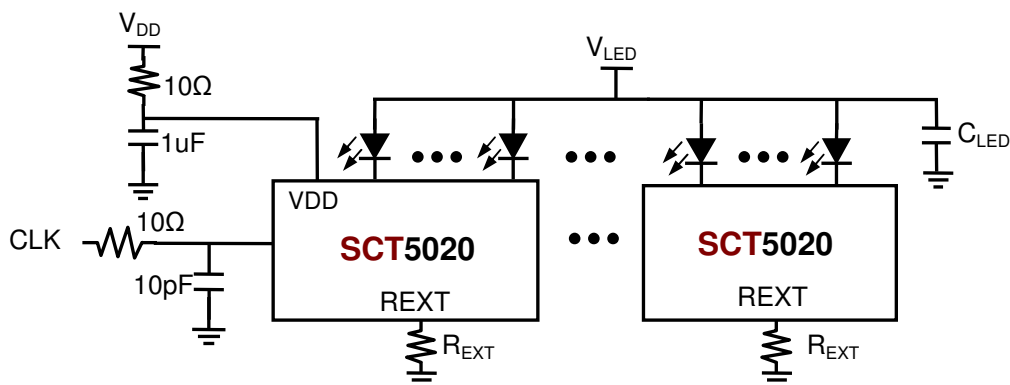 VDD
10Ω
1uF
VLED
CLED
VDD
10Ω
CLK
10pF
SCT5020
REXT
REXT
SCT5020
REXT
REXT